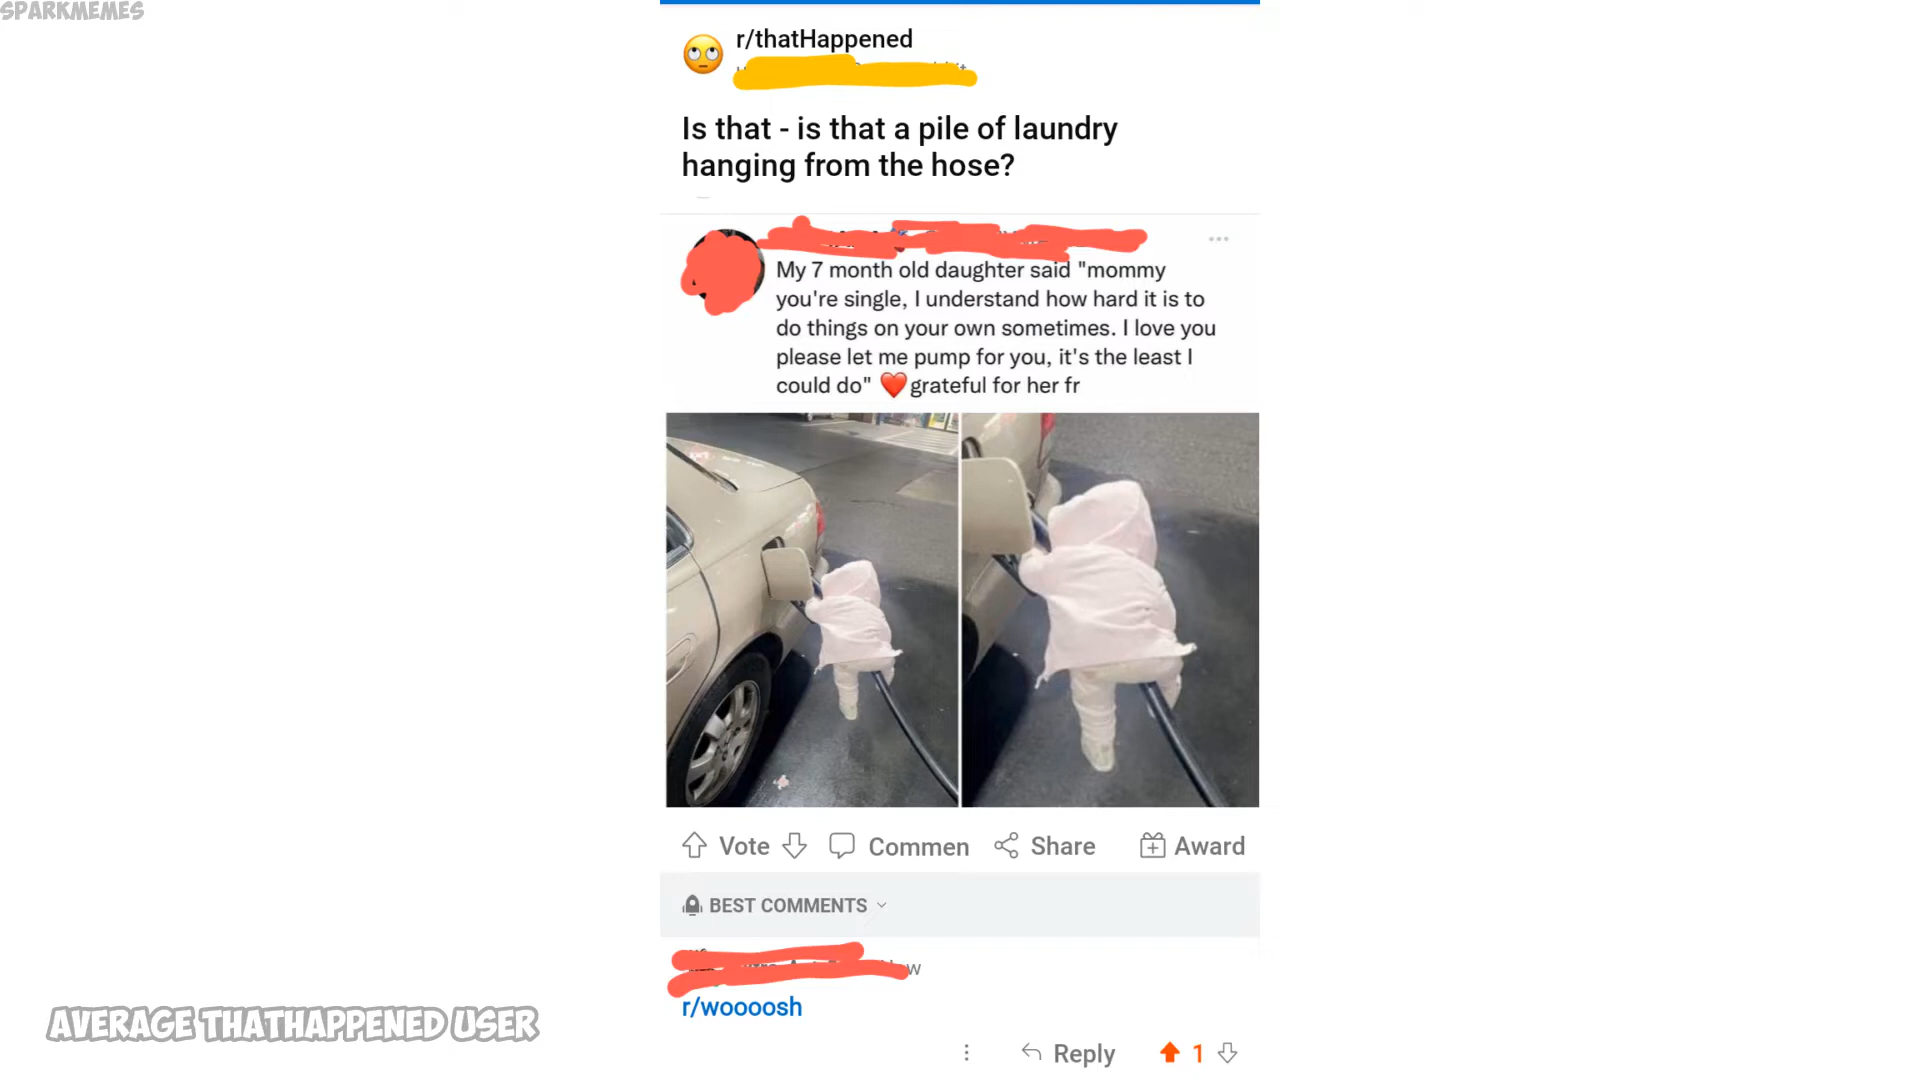 SPARKMEMES
r/thatHappened
Is that - is that a pile of laundry
hanging from the hose?
My 7 month old daughter said "mommy
you're single, I understand how hard it is to
do things on your own sometimes. I love you
please let me pump for you, it's the least I
could do" ❤️grateful for her fr
Vote
Commen
Share
Award
BEST COMMENTS
r/woooosh
AVERAGE THATHAPPENED USER
Reply
1